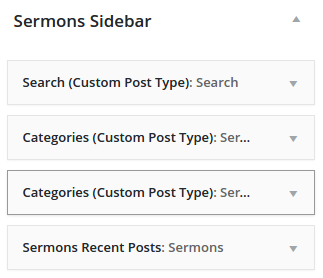 Sermons Sidebar
Search (Custom Post Type): Search
Categories (Custom Post Type): Ser...
Categories (Custom Post Type): Ser...
Sermons Recent Posts: Sermons